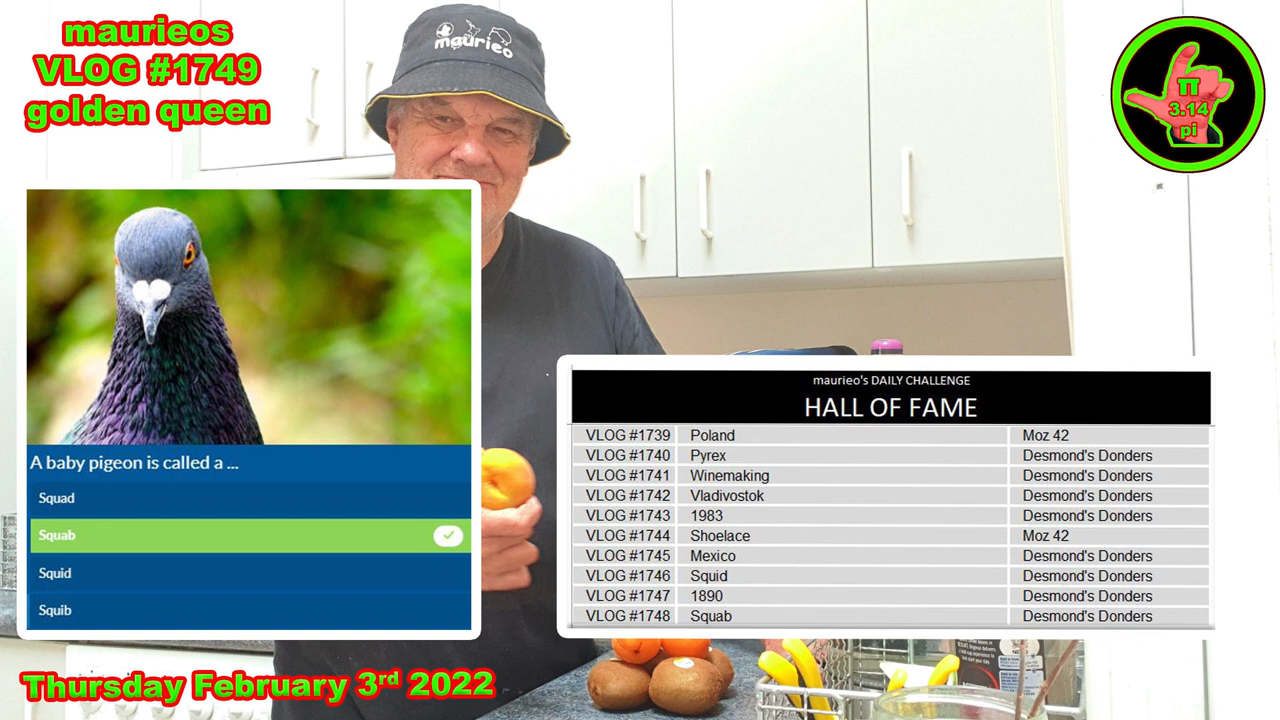 maurieos
VLOG #1749
golden queen
maurieo
π
3.14
pi
A baby pigeon is called a ...
Squad
Squab
Squid
Squib
maurieo's DAILY CHALLENGE
HALL OF FAME
VLOG #1739 Poland Moz 42
VLOG #1740 Pyrex Desmond's Donders
VLOG #1741 Winemaking Desmond's Donders
VLOG #1742 Vladivostok Desmond's Donders
VLOG #1743 1983 Desmond's Donders
VLOG #1744 Shoelace Moz 42
VLOG #1745 Mexico Desmond's Donders
VLOG #1746 Squid Desmond's Donders
VLOG #1747 1890 Desmond's Donders
VLOG #1748 Squab Desmond's Donders
Thursday February 3rd 2022